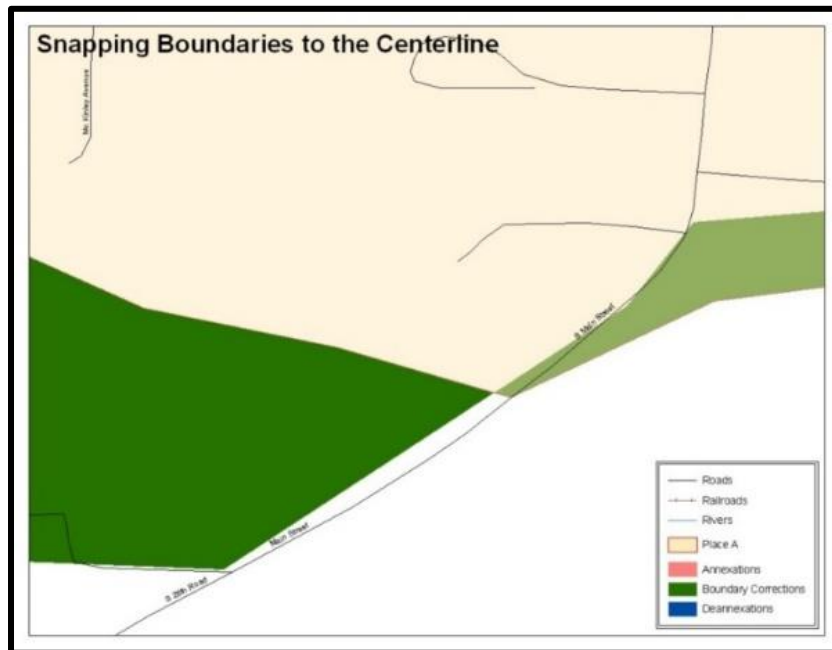 Snapping Boundaries to the Centerline
Mc Kinley Avenue
S Main Street
Main Street
S 28th Road
Roads
Railroads
Rivers
Place A
Annexations
Boundary Corrections
Deannexations